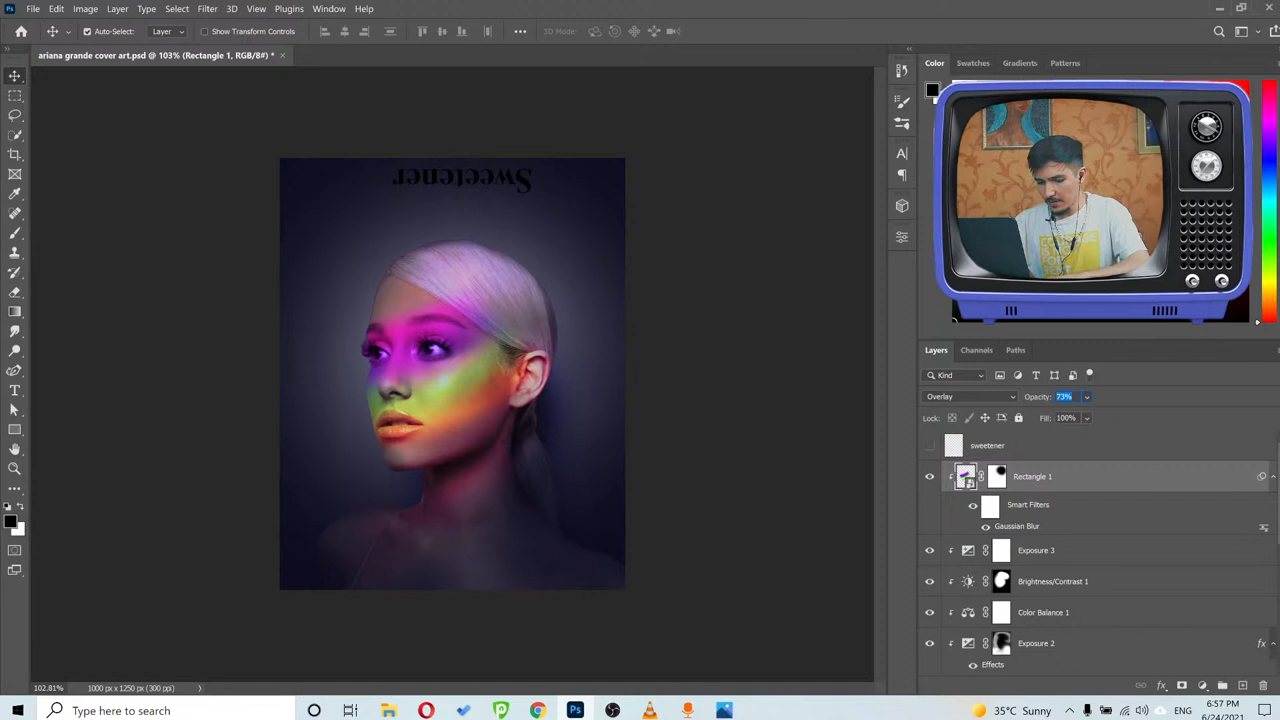 Ps File Edit Image Layer Type Select Filter 3D View Plugins Window Help
Auto-Select: Layer Show Transform Controls 3D Mode:
ariana grande cover art.psd @ 103% (Rectangle 1, RGB/8#) *
Color Swatches Gradients Patterns
Sweetener
Layers Channels Paths
Kind
Overlay Opacity: 73%
Lock: Fill: 100%
sweetener
Rectangle 1
Smart Filters
Gaussian Blur
Exposure 3
Brightness/Contrast 1
Color Balance 1
Exposure 2
Effects
102.81% 1000 px x 1250 px (300 ppi)
Type here to search
35°C Sunny
ENG
6:57 PM
6/24/2021